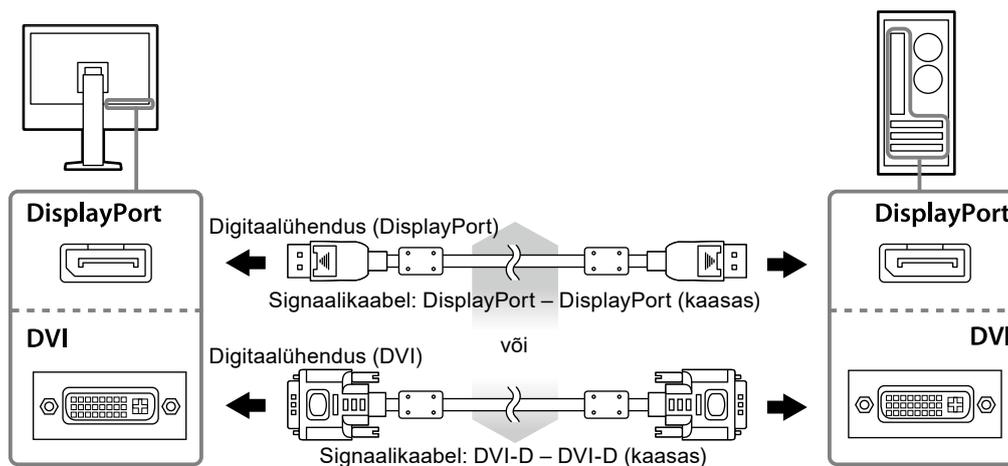 DisplayPort
Digitaalühendus (DisplayPort)
DisplayPort
Signaalikaabel: DisplayPort – DisplayPort (kaasas)
DVI
või
DVI
Digitaalühendus (DVI)
Signaalikaabel: DVI-D – DVI-D (kaasas)